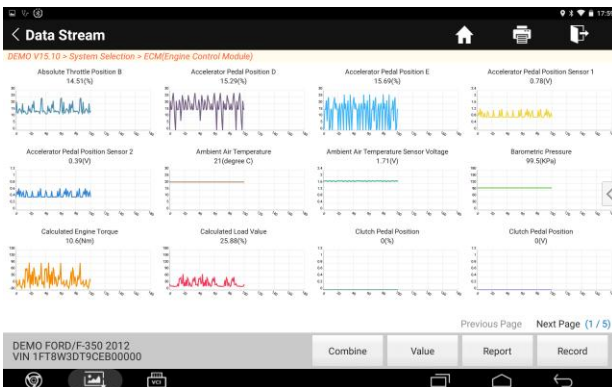 17:59
Data Stream
DEMO V15.10 > System Selection > ECM(Engine Control Module)
Absolute Throttle Position B
14.51(%)
Accelerator Pedal Position D
15.29(%)
Accelerator Pedal Position E
15.69(%)
Accelerator Pedal Position Sensor 1
0.78(V)
Accelerator Pedal Position Sensor 2
0.39(V)
Ambient Air Temperature
21(degree C)
Ambient Air Temperature Sensor Voltage
1.71(V)
Barometric Pressure
99.5(KPa)
Calculated Engine Torque
10.6(Nm)
Calculated Load Value
25.88(%)
Clutch Pedal Position
0(%)
Clutch Pedal Position
0(V)
Previous Page
Next Page (1 / 5)
DEMO FORD/F-350 2012
VIN 1FT8W3DT9CEB00000
Combine
Value
Report
Record
VCI